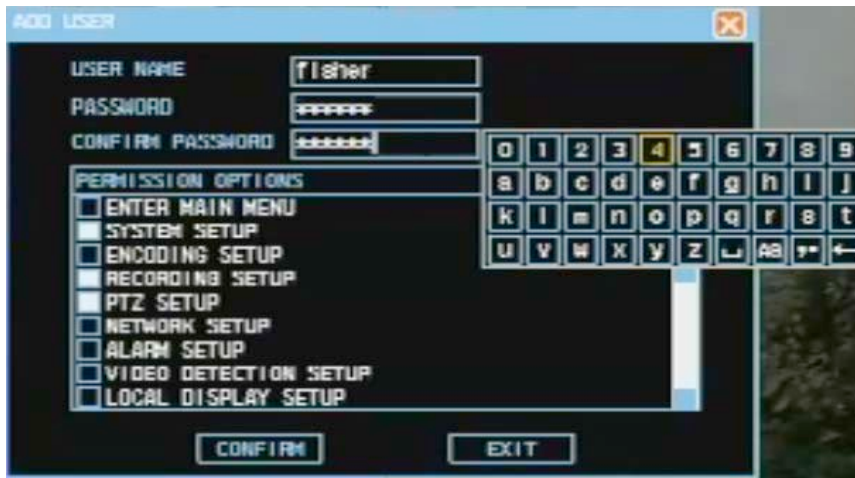 ADD USER
USER NAME fisher
PASSWORD ******
CONFIRM PASSWORD ******
0 1 2 3 4 5 6 7 8 9
a b c d e f g h i j
k l m n o p q r s t
u v w x y z ⎵ AB ,• ←
PERMISSION OPTIONS
ENTER MAIN MENU
SYSTEM SETUP
ENCODING SETUP
RECORDING SETUP
PTZ SETUP
NETWORK SETUP
ALARM SETUP
VIDEO DETECTION SETUP
LOCAL DISPLAY SETUP
CONFIRM EXIT